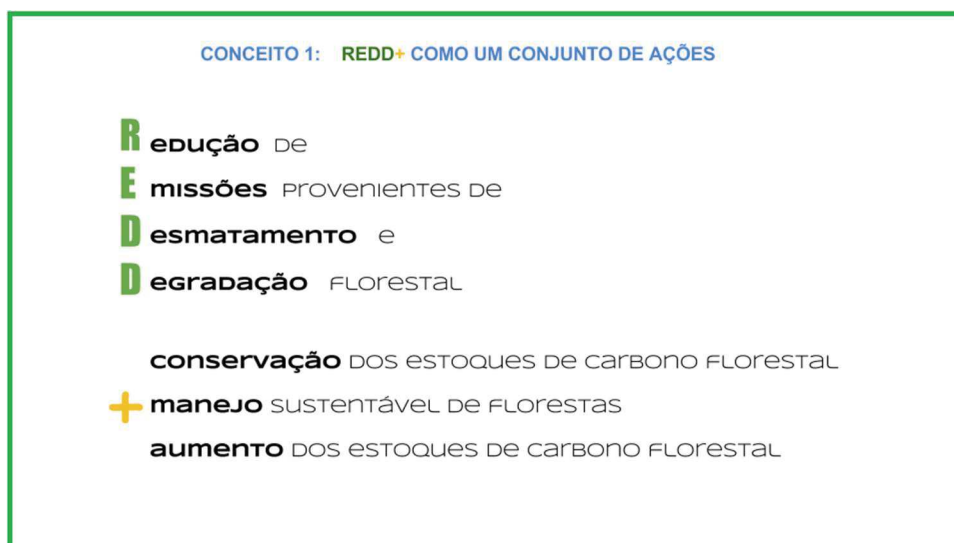 CONCEITO 1: REDD+ COMO UM CONJUNTO DE AÇÕES
Redução de
Emissões provenientes de
Desmatamento e
Degradação florestal
conservação dos estoques de carbono florestal
+ manejo sustentável de florestas
aumento dos estoques de carbono florestal